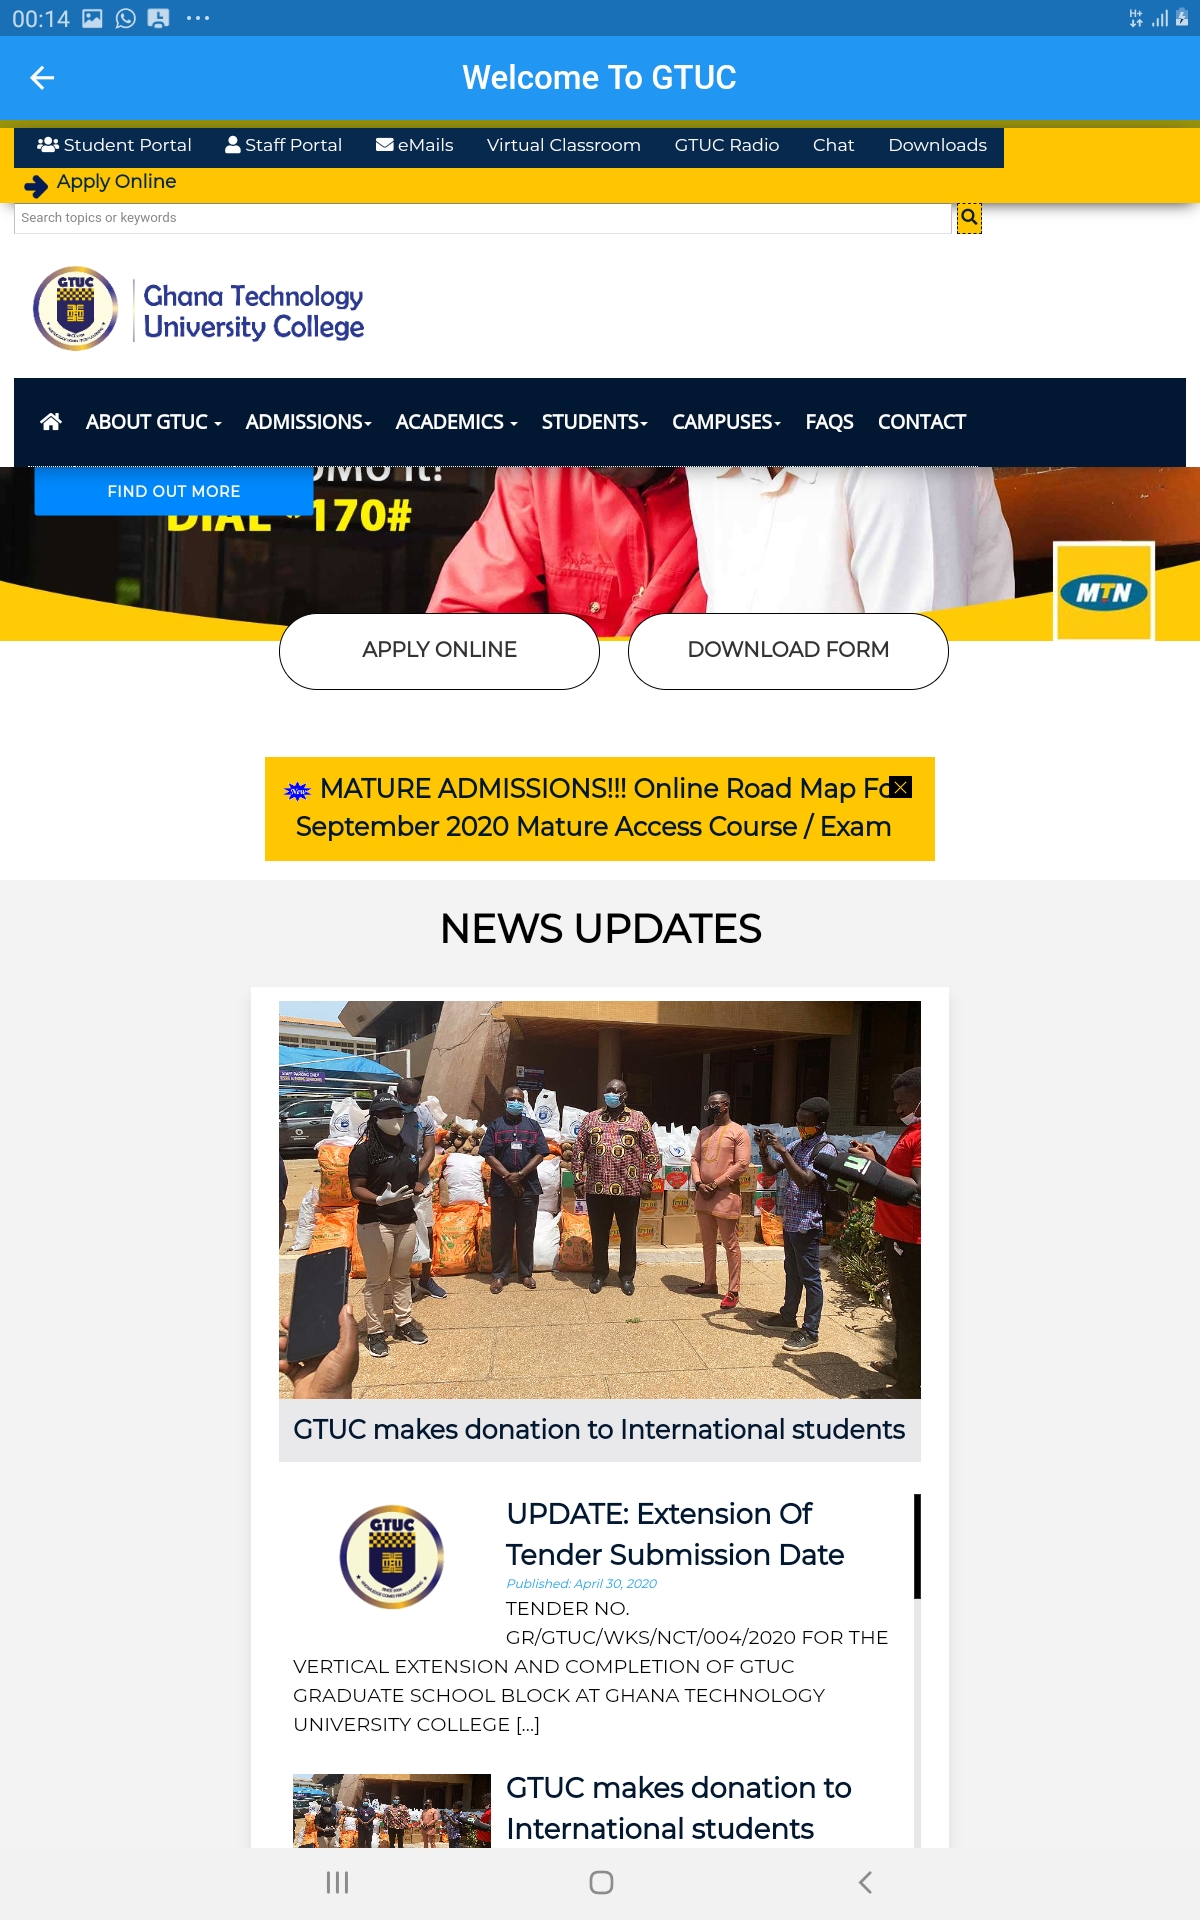 00:14
Welcome To GTUC
Student Portal Staff Portal eMails Virtual Classroom GTUC Radio Chat Downloads
Apply Online
Search topics or keywords
GTUC
Ghana Technology
University College
ABOUT GTUC ADMISSIONS ACADEMICS STUDENTS CAMPUSES FAQS CONTACT
FIND OUT MORE
DIAL *170#
MTN
APPLY ONLINE DOWNLOAD FORM
New MATURE ADMISSIONS!!! Online Road Map Fo
September 2020 Mature Access Course / Exam
NEWS UPDATES
GTUC makes donation to International students
GTUC
UPDATE: Extension Of
Tender Submission Date
Published: April 30, 2020
TENDER NO.
GR/GTUC/WKS/NCT/004/2020 FOR THE
VERTICAL EXTENSION AND COMPLETION OF GTUC
GRADUATE SCHOOL BLOCK AT GHANA TECHNOLOGY
UNIVERSITY COLLEGE [...]
GTUC makes donation to
International students